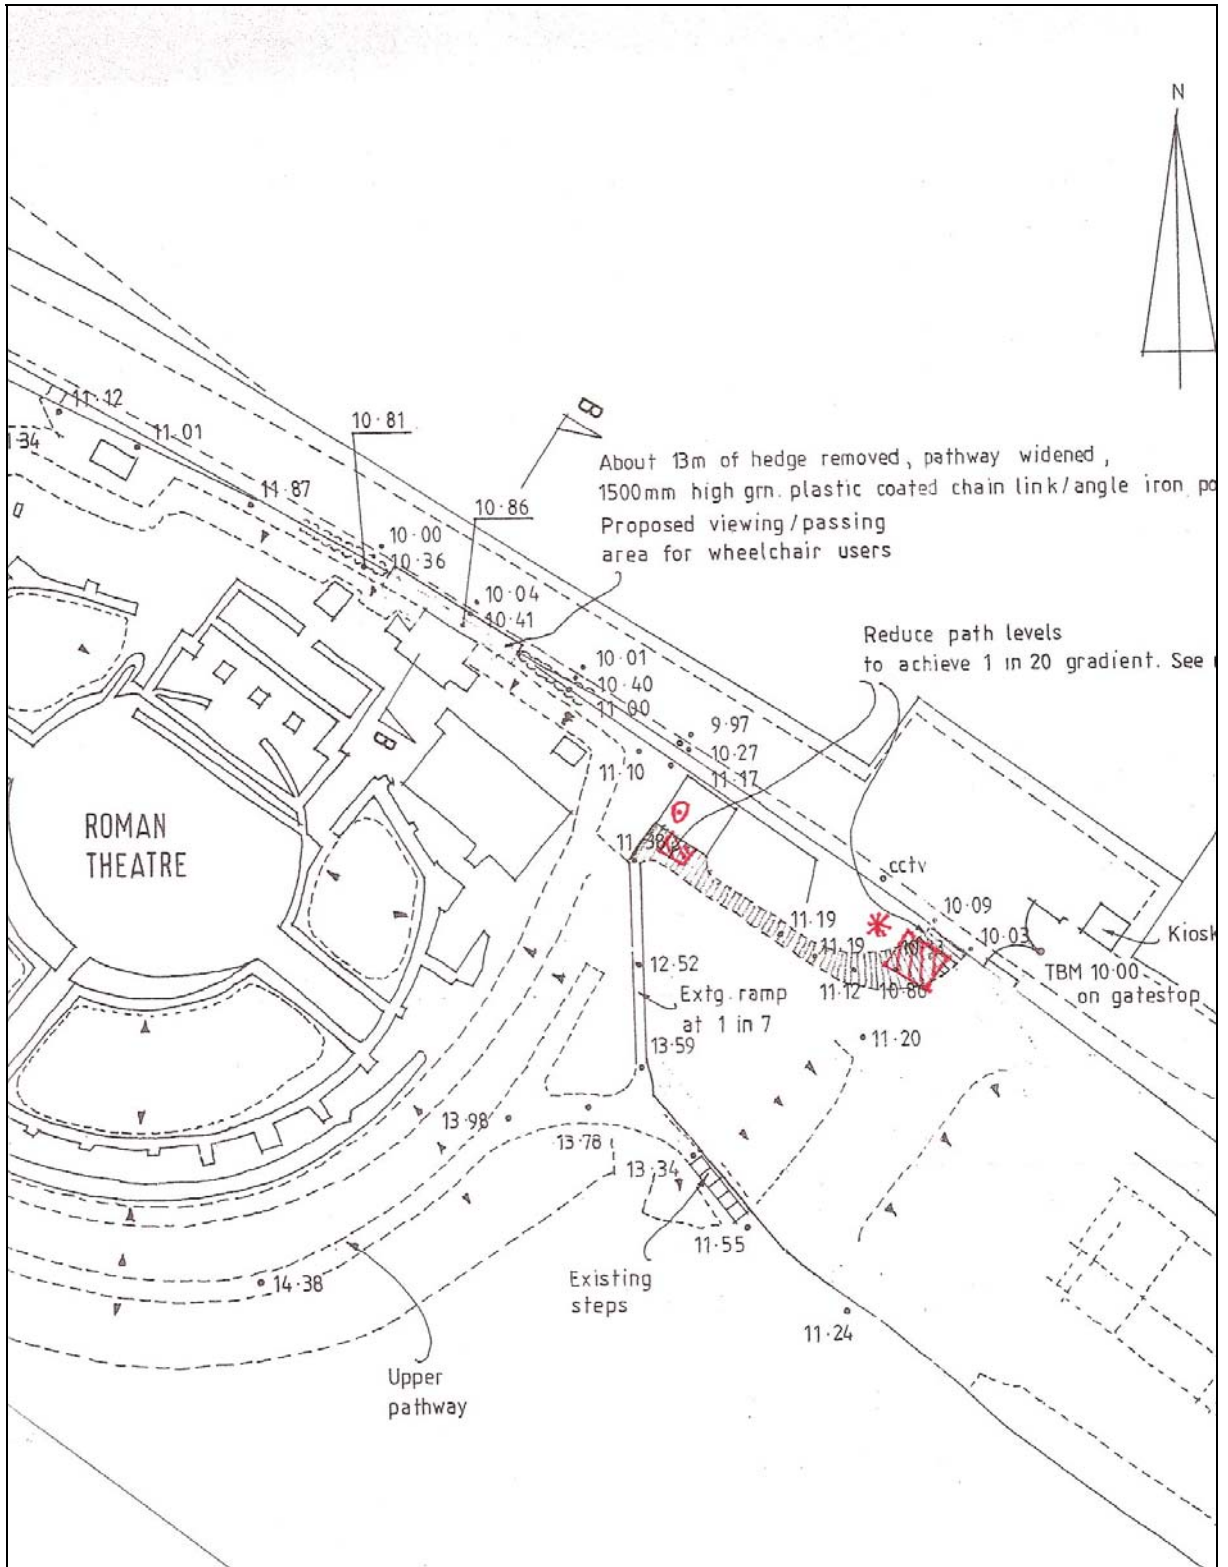 N
11·12
11·01
1·34
11·87
10·81
B
10·86
About 13m of hedge removed, pathway widened,
1500mm high grn. plastic coated chain link/angle iron
Proposed viewing/passing
area for wheelchair users
10·00
10·36
10·04
10·41
10·01
10·40
11·00
Reduce path levels
to achieve 1 in 20 gradient. See
9·97
10·27
11·17
11·10
B
ROMAN
THEATRE
11·38
cctv
11·19
11·19
10·09
10·03
Kiosk
TBM 10·00
on gatestop
11·12
10·80
12·52
Extg. ramp
at 1 in 7
13·59
11·20
13·98
13·78
13·34
11·55
Existing
steps
14·38
11·24
Upper
pathway